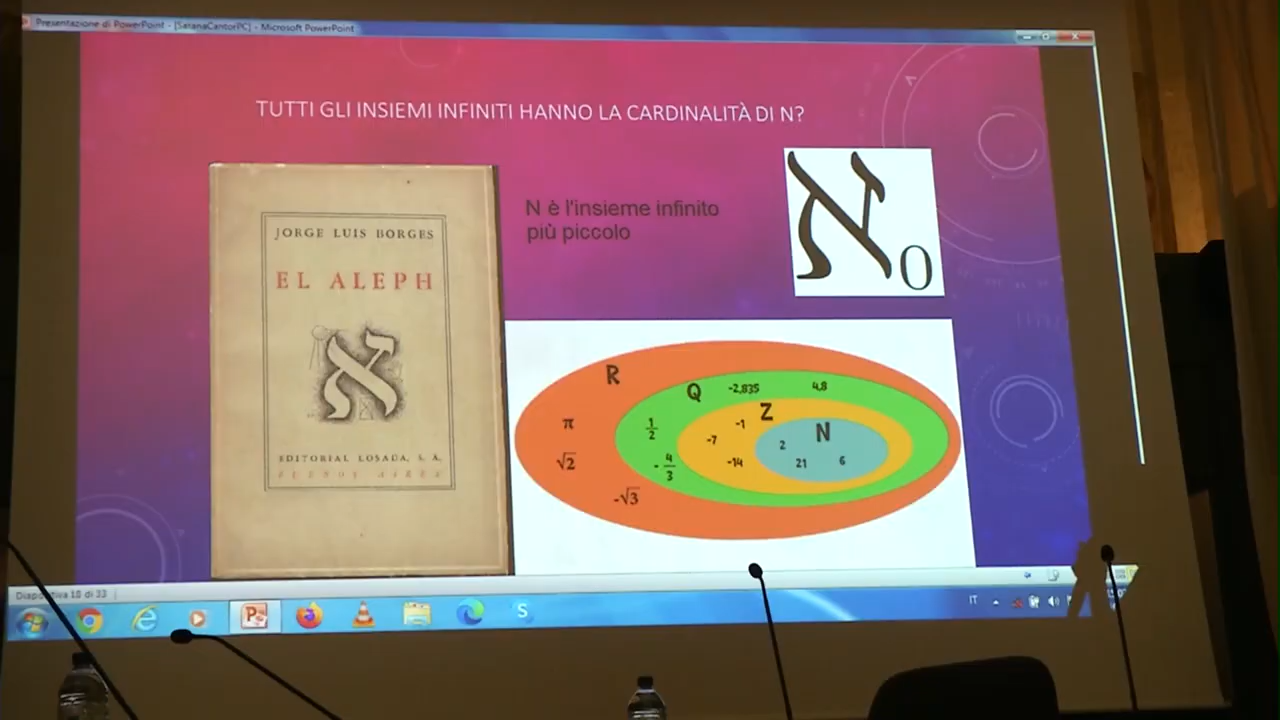 Presentazione di PowerPoint - [SatanaCantorPC] - Microsoft PowerPoint
TUTTI GLI INSIEMI INFINITI HANNO LA CARDINALITÀ DI N?
JORGE LUIS BORGES
EL ALEPH
א
EDITORIAL LOSADA, S. A.
BUENOS AIRES
N è l'insieme infinito
più piccolo
ℵ0
R
Q
-2,835
4,8
Z
N
π
1/2
-7
-1
2
√2
-4/3
-14
21
6
-√3
Diapositiva 18 di 33
IT